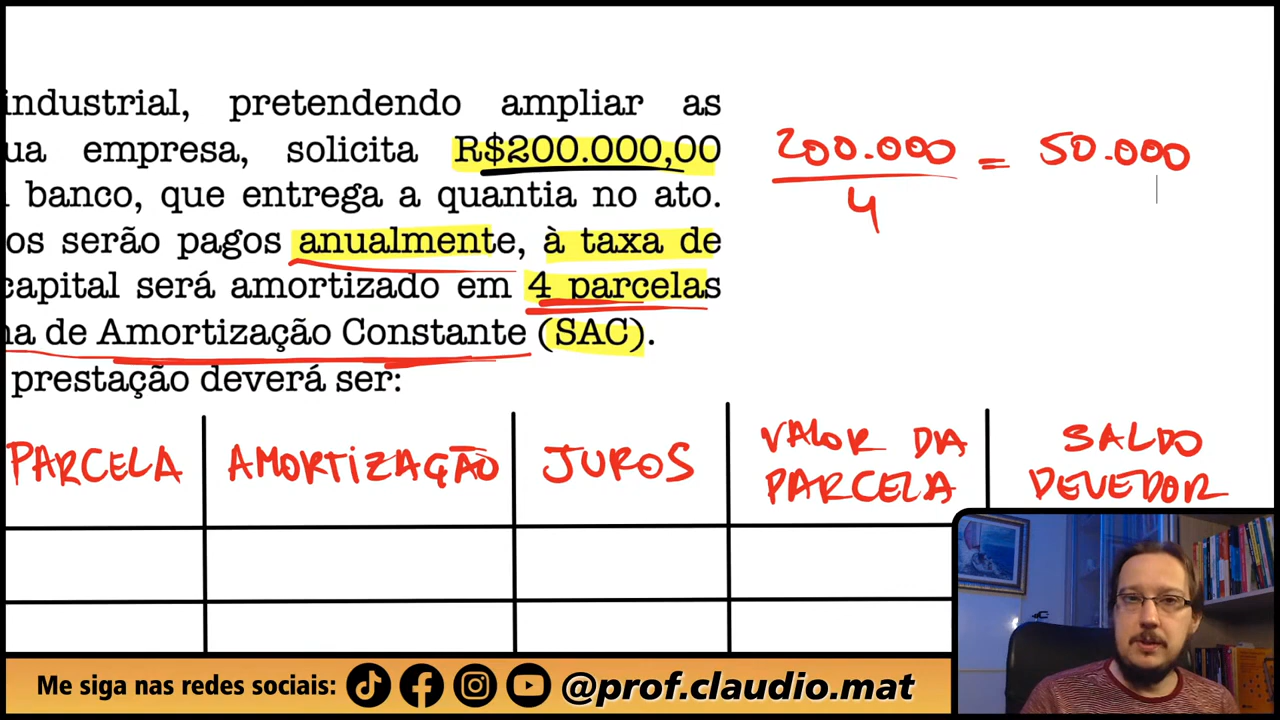 industrial, pretendendo ampliar as
ua empresa, solicita R$200.000,00
banco, que entrega a quantia no ato.
os serão pagos anualmente, à taxa de
capital será amortizado em 4 parcelas
na de Amortização Constante (SAC).
prestação deverá ser:
200.000 = 50.000
4
PARCELA AMORTIZAÇÃO JUROS VALOR DA PARCELA SALDO DEVEDOR
Me siga nas redes sociais: @prof.claudio.mat